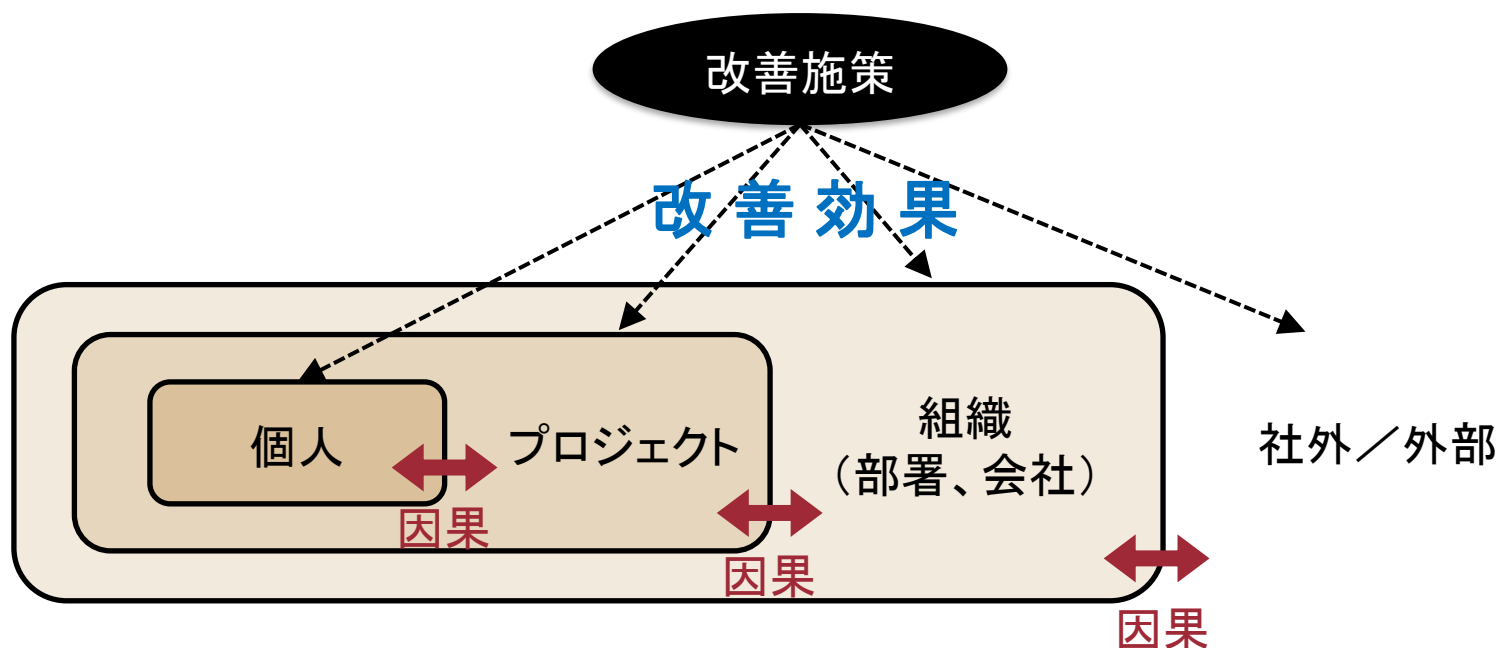 改善施策
改善効果
個人
プロジェクト
組織
（部署、会社）
社外／外部
因果
因果
因果